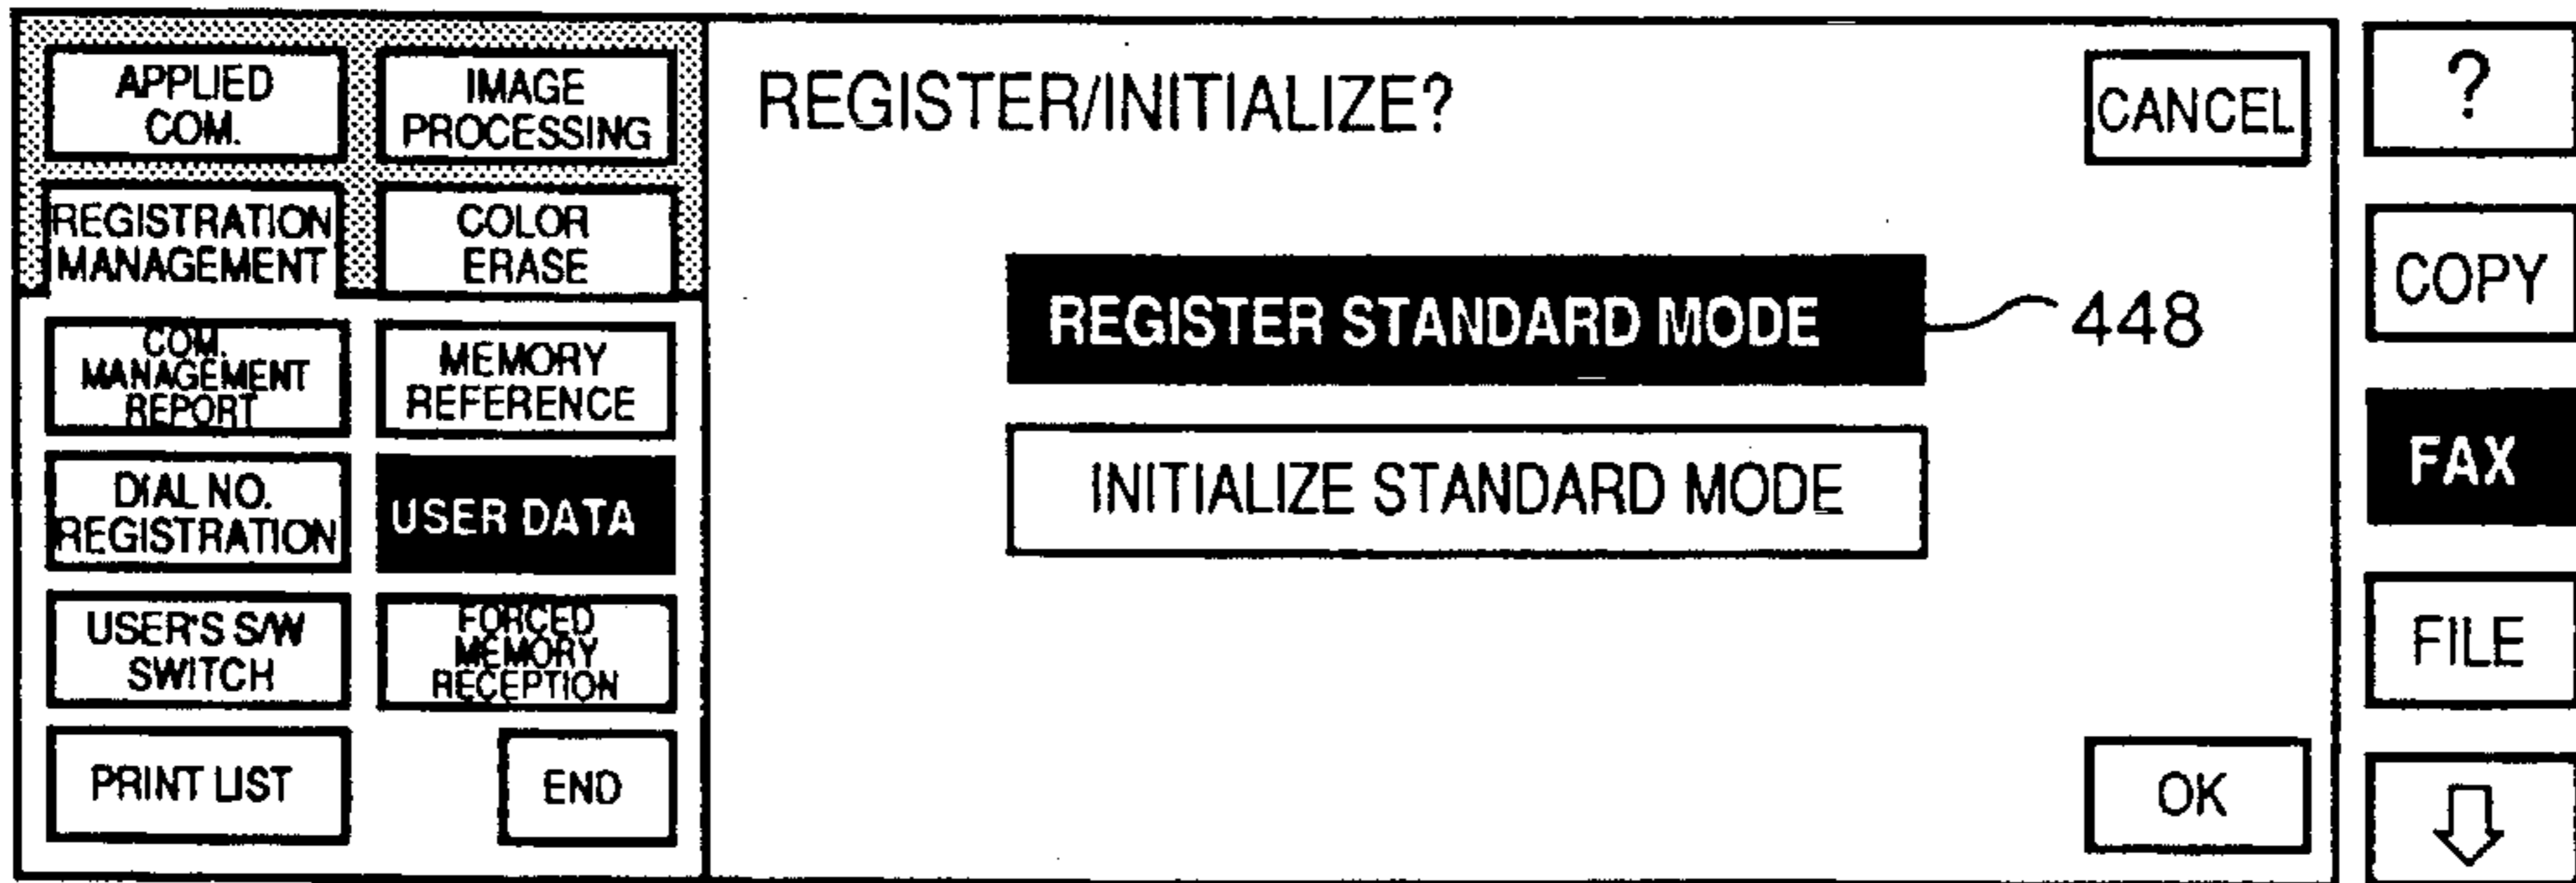 APPLIED
COM.
IMAGE
PROCESSING
REGISTRATION
MANAGEMENT
COLOR
ERASE
COM.
MANAGEMENT
REPORT
MEMORY
REFERENCE
DIAL NO.
REGISTRATION
USER DATA
USER'S S/W
SWITCH
FORCED
MEMORY
RECEPTION
PRINT LIST
END
REGISTER/INITIALIZE?
CANCEL
REGISTER STANDARD MODE
448
INITIALIZE STANDARD MODE
OK
?
COPY
FAX
FILE